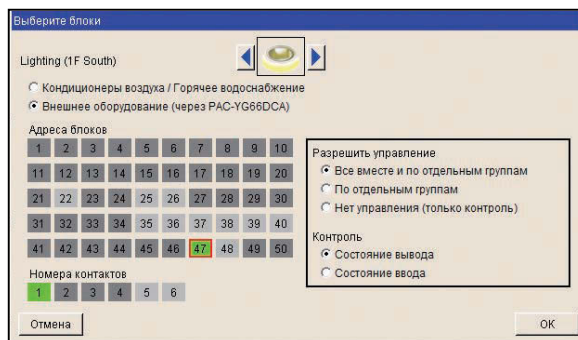 Выберите блоки
Lighting (1F South)
Кондиционеры воздуха / Горячее водоснабжение
Внешнее оборудование (через PAC-YG66DCA)
Адреса блоков
1 2 3 4 5 6 7 8 9 10
11 12 13 14 15 16 17 18 19 20
21 22 23 24 25 26 27 28 29 30
31 32 33 34 35 36 37 38 39 40
41 42 43 44 45 46 47 48 49 50
Номера контактов
1 2 3 4 5 6
Разрешить управление
Все вместе и по отдельным группам
По отдельным группам
Нет управления (только контроль)
Контроль
Состояние вывода
Состояние ввода
Отмена
OK